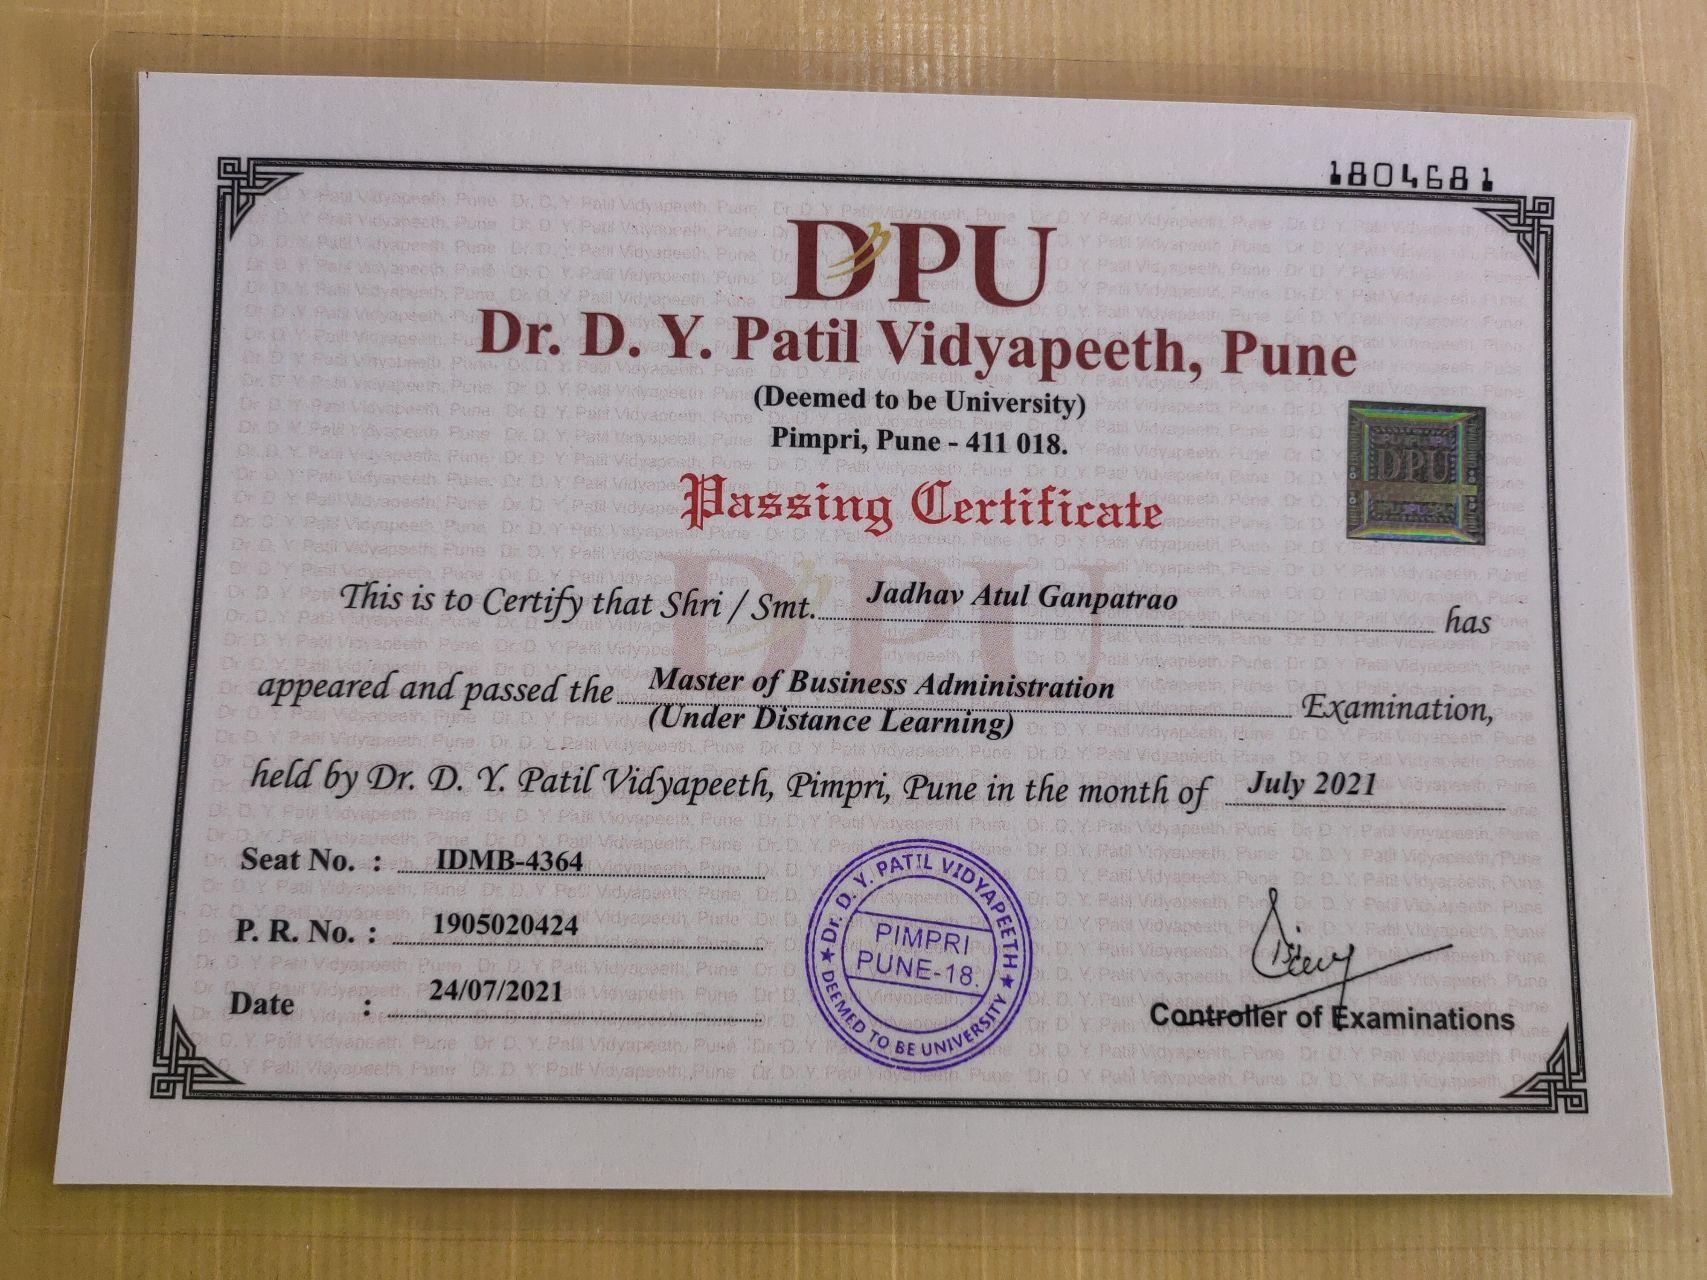 1804681
DPU
Dr. D. Y. Patil Vidyapeeth, Pune
(Deemed to be University)
Pimpri, Pune - 411 018.
DPU
Passing Certificate
This is to Certify that Shri / Smt. Jadhav Atul Ganpatrao has
appeared and passed the Master of Business Administration Examination,
(Under Distance Learning)
held by Dr. D. Y. Patil Vidyapeeth, Pimpri, Pune in the month of July 2021
Seat No. : IDMB-4364
P. R. No. : 1905020424
Date : 24/07/2021
Dr. D. Y. PATIL VIDYAPEETH
PIMPRI
PUNE-18.
DEEMED TO BE UNIVERSITY
Controller of Examinations